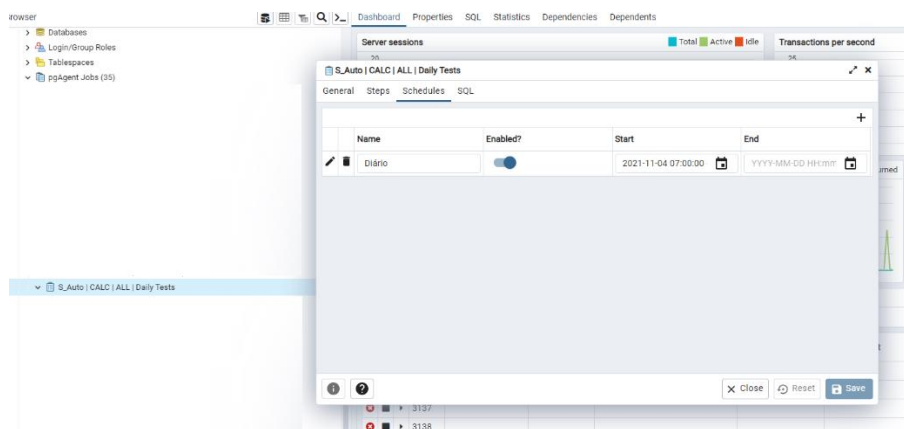 rowser
Dashboard Properties SQL Statistics Dependencies Dependents
Databases
Login/Group Roles
Tablespaces
pgAgent Jobs (35)
Server sessions
Total Active Idle
Transactions per second
20
25
S_Auto | CALC | ALL | Daily Tests
General Steps Schedules SQL
Name Enabled? Start End
Diário 2021-11-04 07:00:00 YYYY-MM-DD HH:mm
urned
S_Auto | CALC | ALL | Daily Tests
Close Reset Save
3137
3138